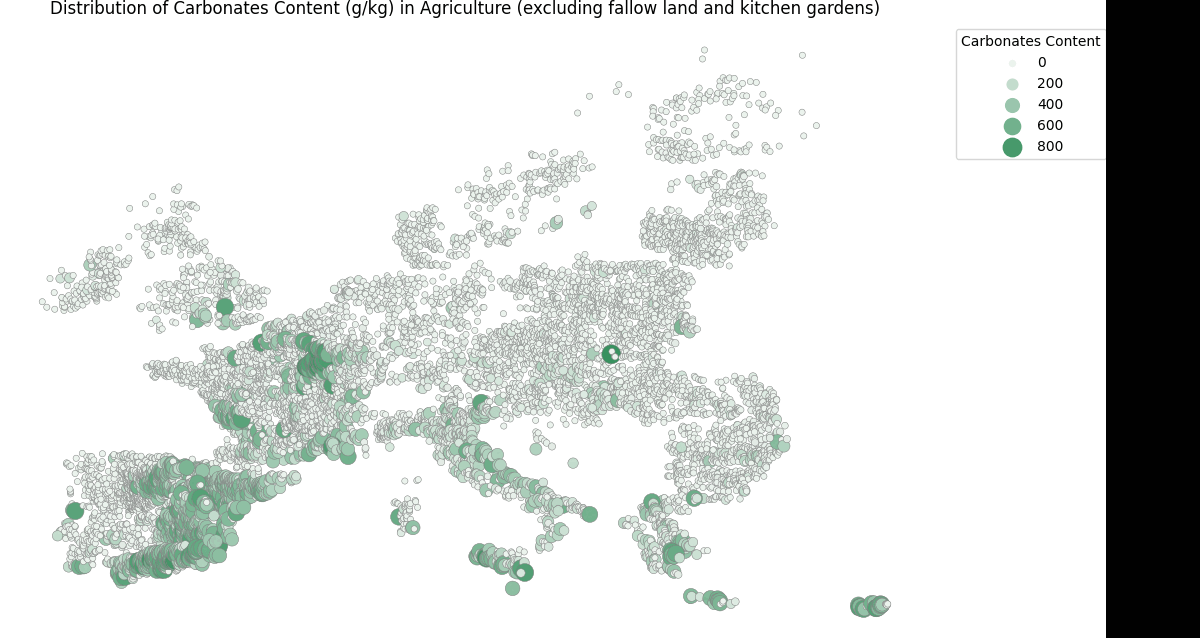 Distribution of Carbonates Content (g/kg) in Agriculture (excluding fallow land and kitchen gardens)
Carbonates Content
0
200
400
600
800